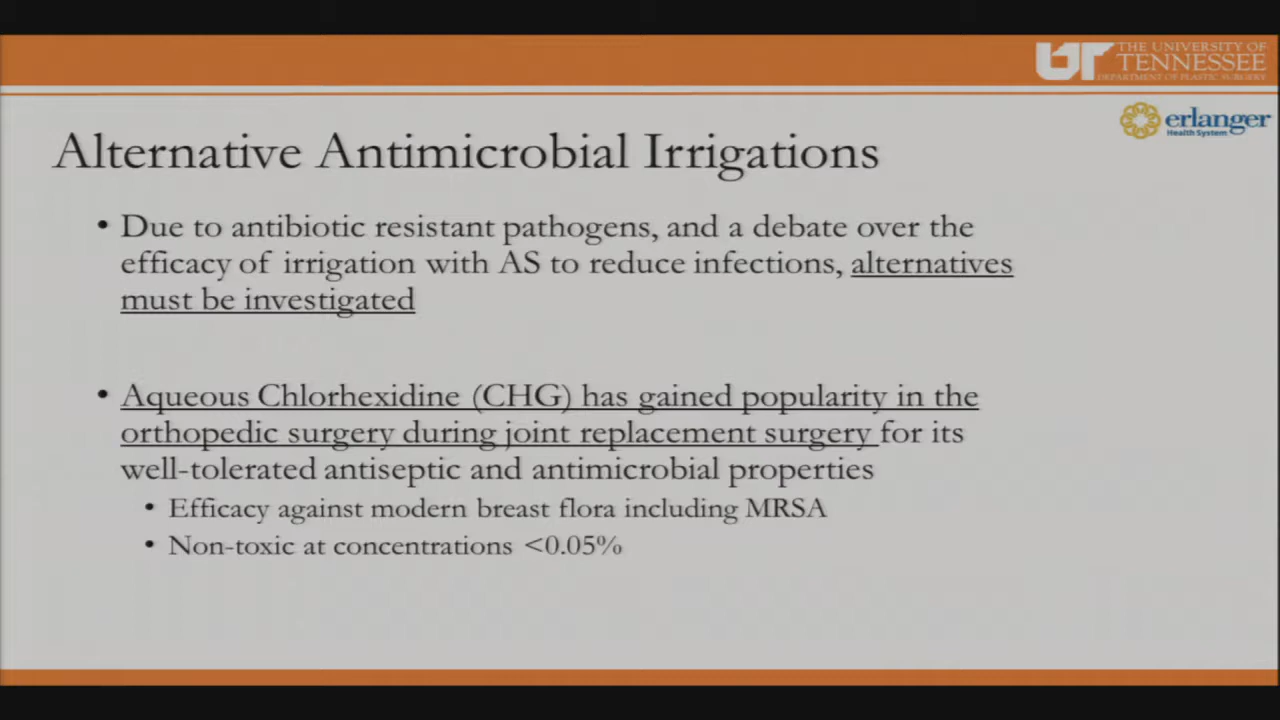 THE UNIVERSITY OF
UT TENNESSEE
DEPARTMENT OF PLASTIC SURGERY
erlanger
Health System
Alternative Antimicrobial Irrigations
• Due to antibiotic resistant pathogens, and a debate over the
efficacy of irrigation with AS to reduce infections, alternatives
must be investigated
• Aqueous Chlorhexidine (CHG) has gained popularity in the
orthopedic surgery during joint replacement surgery for its
well-tolerated antiseptic and antimicrobial properties
• Efficacy against modern breast flora including MRSA
• Non-toxic at concentrations <0.05%